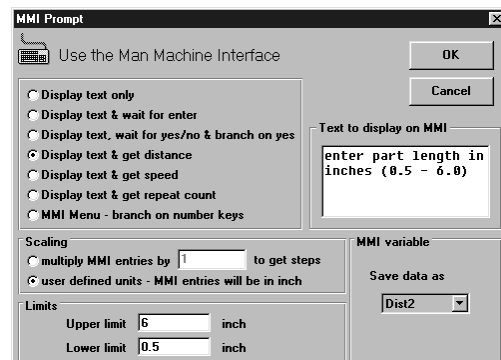 MMI Prompt
Use the Man Machine Interface
OK
Cancel
Display text only
Display text & wait for enter
Display text, wait for yes/no & branch on yes
Display text & get distance
Display text & get speed
Display text & get repeat count
MMI Menu - branch on number keys
Text to display on MMI
enter part length in
inches (0.5 - 6.0)
Scaling
multiply MMI entries by 1 to get steps
user defined units - MMI entries will be in inch
MMI variable
Save data as
Dist2
Limits
Upper limit 6 inch
Lower limit 0.5 inch